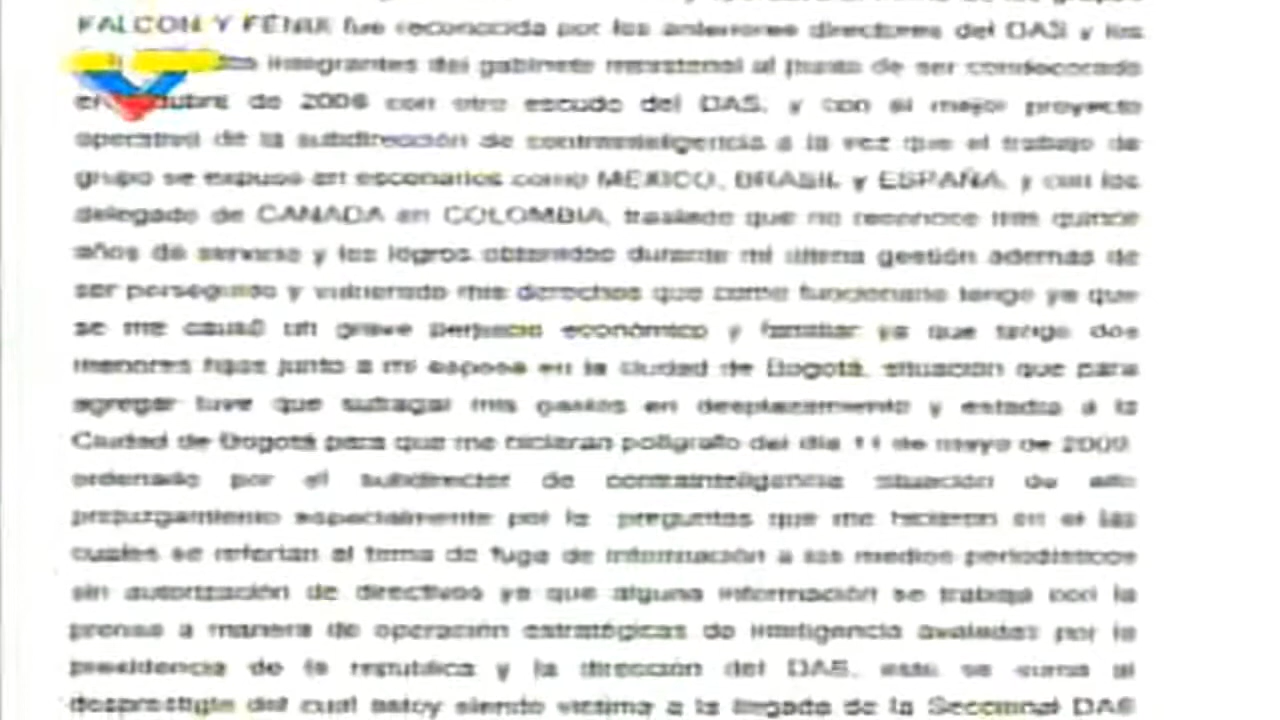 FALCON Y FENIX fue reconocida por los anteriores directores del DAS y los
integrantes del gabinete ministerial al punto de ser condecorado
en octubre de 2008 con otro escudo del DAS, y con el mejor proyecto
operativo de la subdirección de contrainteligencia a la vez que el trabajo de
grupo se expuso en escenarios como MEXICO, BRASIL y ESPAÑA, y con los
delegado de CANADA en COLOMBIA, traslado que no reconoce mis quince
años de servicio y los logros obtenidos durante mi última gestión ademas de
ser perseguido y vulnerado mis derechos que como funcionario tengo ya que
se me causó un grave perjuicio económico y familiar ya que tengo dos
menores hijos junto a mi esposa en la ciudad de Bogotá, situación que para
agregar tuve que sufragar mis gastos en desplazamiento y estadía a la
Ciudad de Bogotá para que me hicieran polígrafo del día 11 de mayo de 2009
ordenado por el subdirector de contrainteligencia situación de
prejuzgamiento especialmente por la preguntas que me hicieron en el las
cuales se referían al tema de fuga de información a los medios periodísticos
sin autorización de directivos ya que alguna información se trabaja con la
prensa a manera de operación estratégicas de inteligencia avaladas por la
presidencia de la republica y la dirección del DAS, esto se suma al
desprestigio del cual estoy siendo victima a la llegada de la Seccional DAS